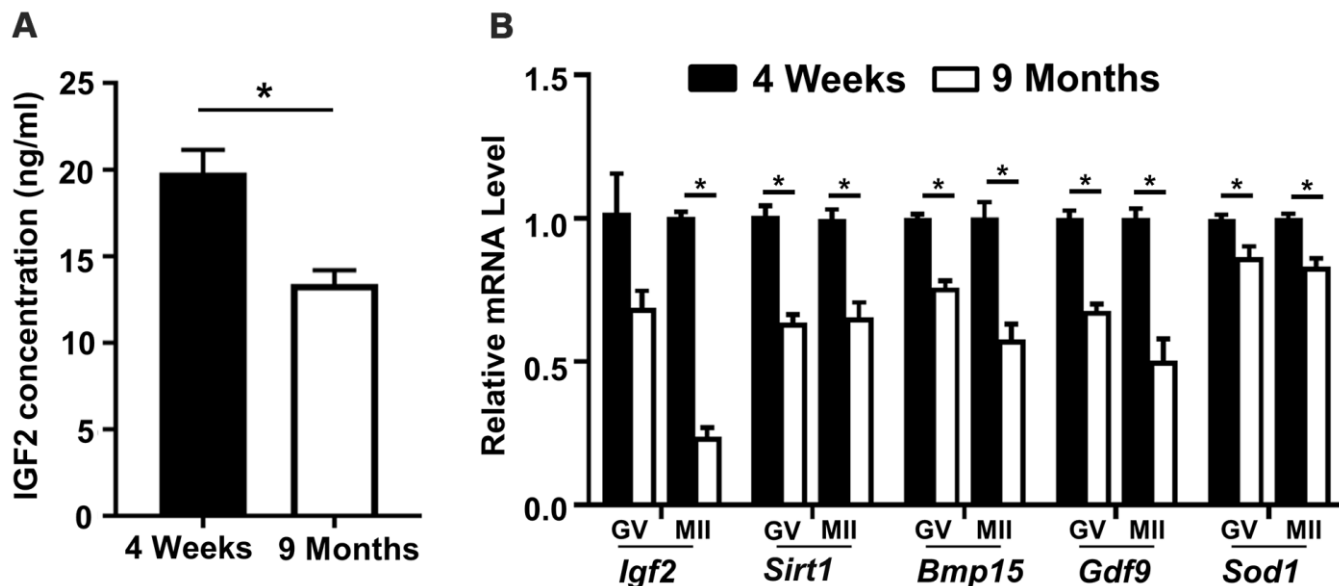 A
IGF2 concentration (ng/ml)
25
20
15
10
5
0
*
4 Weeks
9 Months
B
Relative mRNA Level
1.5
1.0
0.5
0.0
4 Weeks 9 Months
* * * * * * * * *
GV MII GV MII GV MII GV MII GV MII
Igf2 Sirt1 Bmp15 Gdf9 Sod1